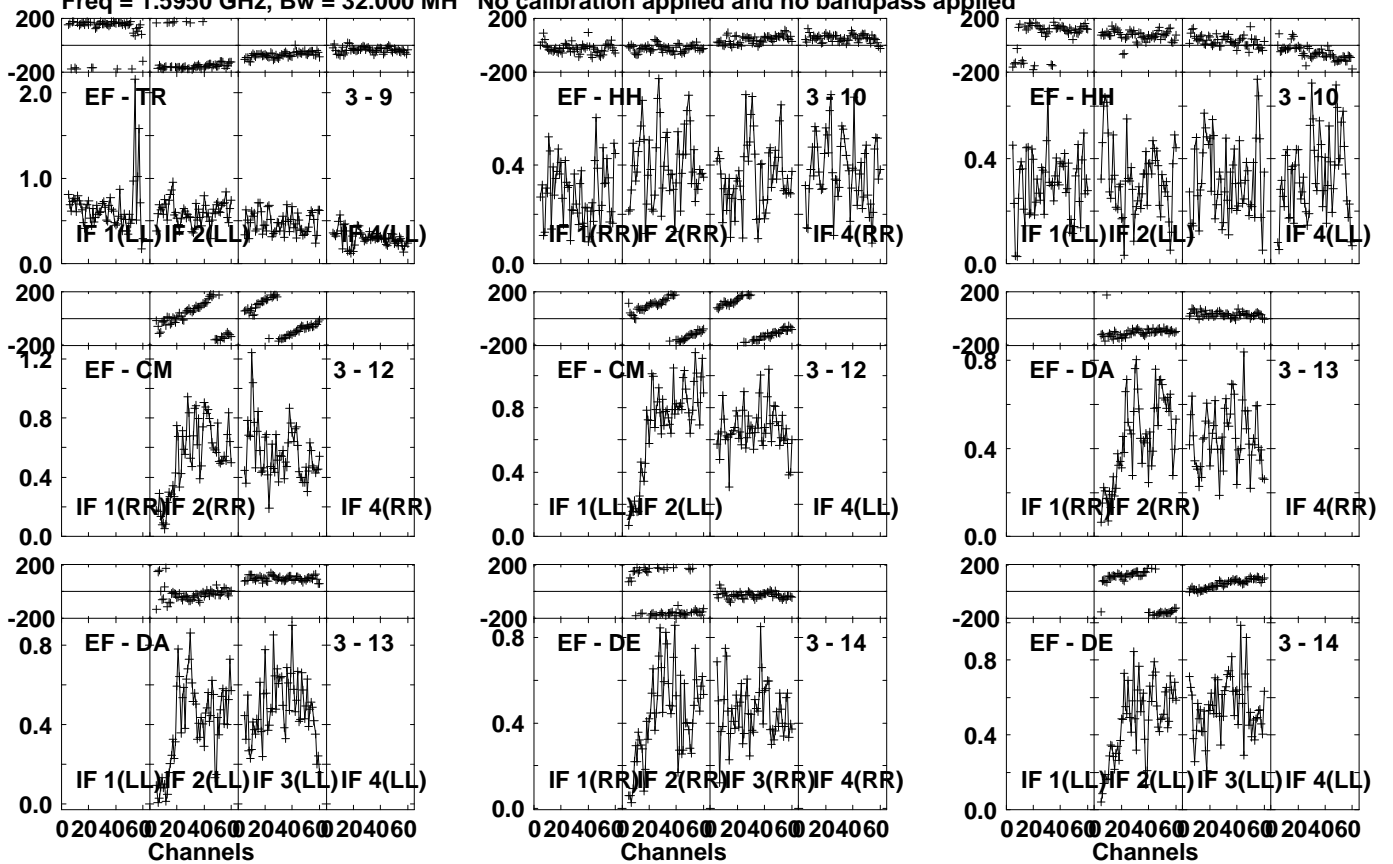 Freq = 1.5950 GHz, Bw = 32.000 MH No calibration applied and no bandpass applied
200
-200
2.0
1.0
0.0
EF - TR
3 - 9
IF 1(LL)
IF 2(LL)
IF 4(LL)
200
-200
0.4
0.0
EF - HH
3 - 10
IF 1(RR)
IF 2(RR)
IF 4(RR)
200
-200
0.4
0.0
EF - HH
3 - 10
IF 1(LL)
IF 2(LL)
IF 4(LL)
200
-200
1.2
0.8
0.4
0.0
EF - CM
3 - 12
IF 1(RR)
IF 2(RR)
IF 4(RR)
200
-200
0.8
0.4
0.0
EF - CM
3 - 12
IF 1(LL)
IF 2(LL)
IF 4(LL)
200
-200
0.8
0.4
0.0
EF - DA
3 - 13
IF 1(RR)
IF 2(RR)
IF 4(RR)
200
-200
0.8
0.4
0.0
EF - DA
3 - 13
IF 1(LL)
IF 2(LL)
IF 3(LL)
IF 4(LL)
0 20 40 60 0 20 40 60 0 20 40 60 0 20 40 60
Channels
200
-200
0.8
0.4
0.0
EF - DE
3 - 14
IF 1(RR)
IF 2(RR)
IF 3(RR)
IF 4(RR)
0 20 40 60 0 20 40 60 0 20 40 60 0 20 40 60
Channels
200
-200
0.8
0.4
0.0
EF - DE
3 - 14
IF 1(LL)
IF 2(LL)
IF 3(LL)
IF 4(LL)
0 20 40 60 0 20 40 60 0 20 40 60 0 20 40 60
Channels